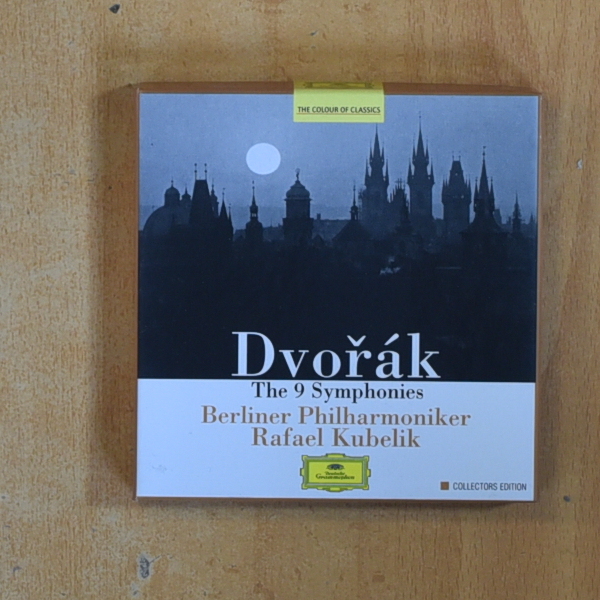 THE COLOUR OF CLASSICS
Dvořák
The 9 Symphonies
Berliner Philharmoniker
Rafael Kubelik
Deutsche
Grammophon
COLLECTORS EDITION